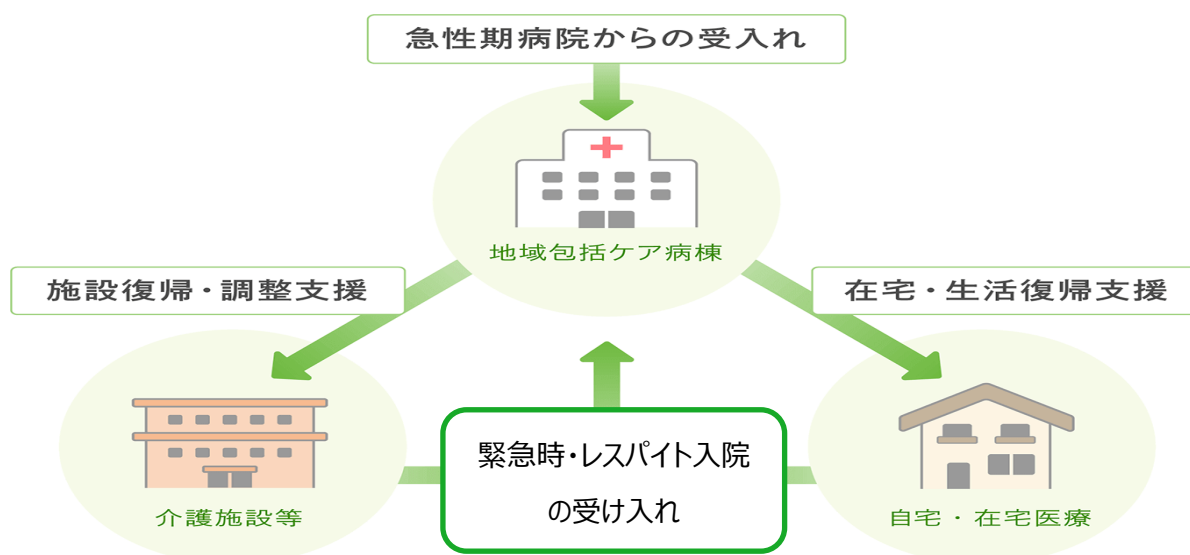 急性期病院からの受入れ
地域包括ケア病棟
施設復帰・調整支援
在宅・生活復帰支援
緊急時・レスパイト入院
の受け入れ
介護施設等
自宅・在宅医療